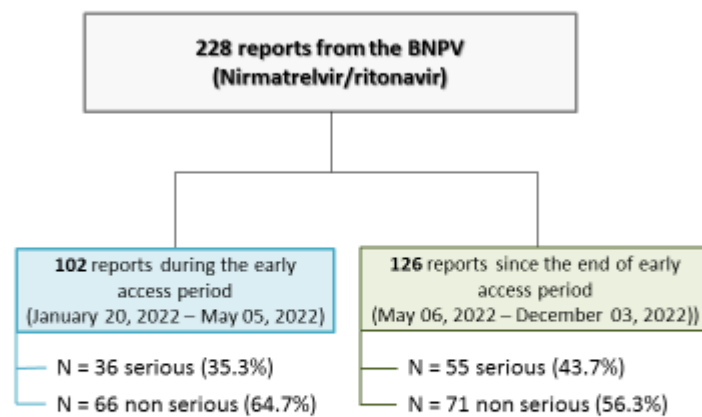 228 reports from the BNPV
(Nirmatrelvir/ritonavir)
102 reports during the early
access period
(January 20, 2022 – May 05, 2022)
N = 36 serious (35.3%)
N = 66 non serious (64.7%)
126 reports since the end of early
access period
(May 06, 2022 – December 03, 2022))
N = 55 serious (43.7%)
N = 71 non serious (56.3%)